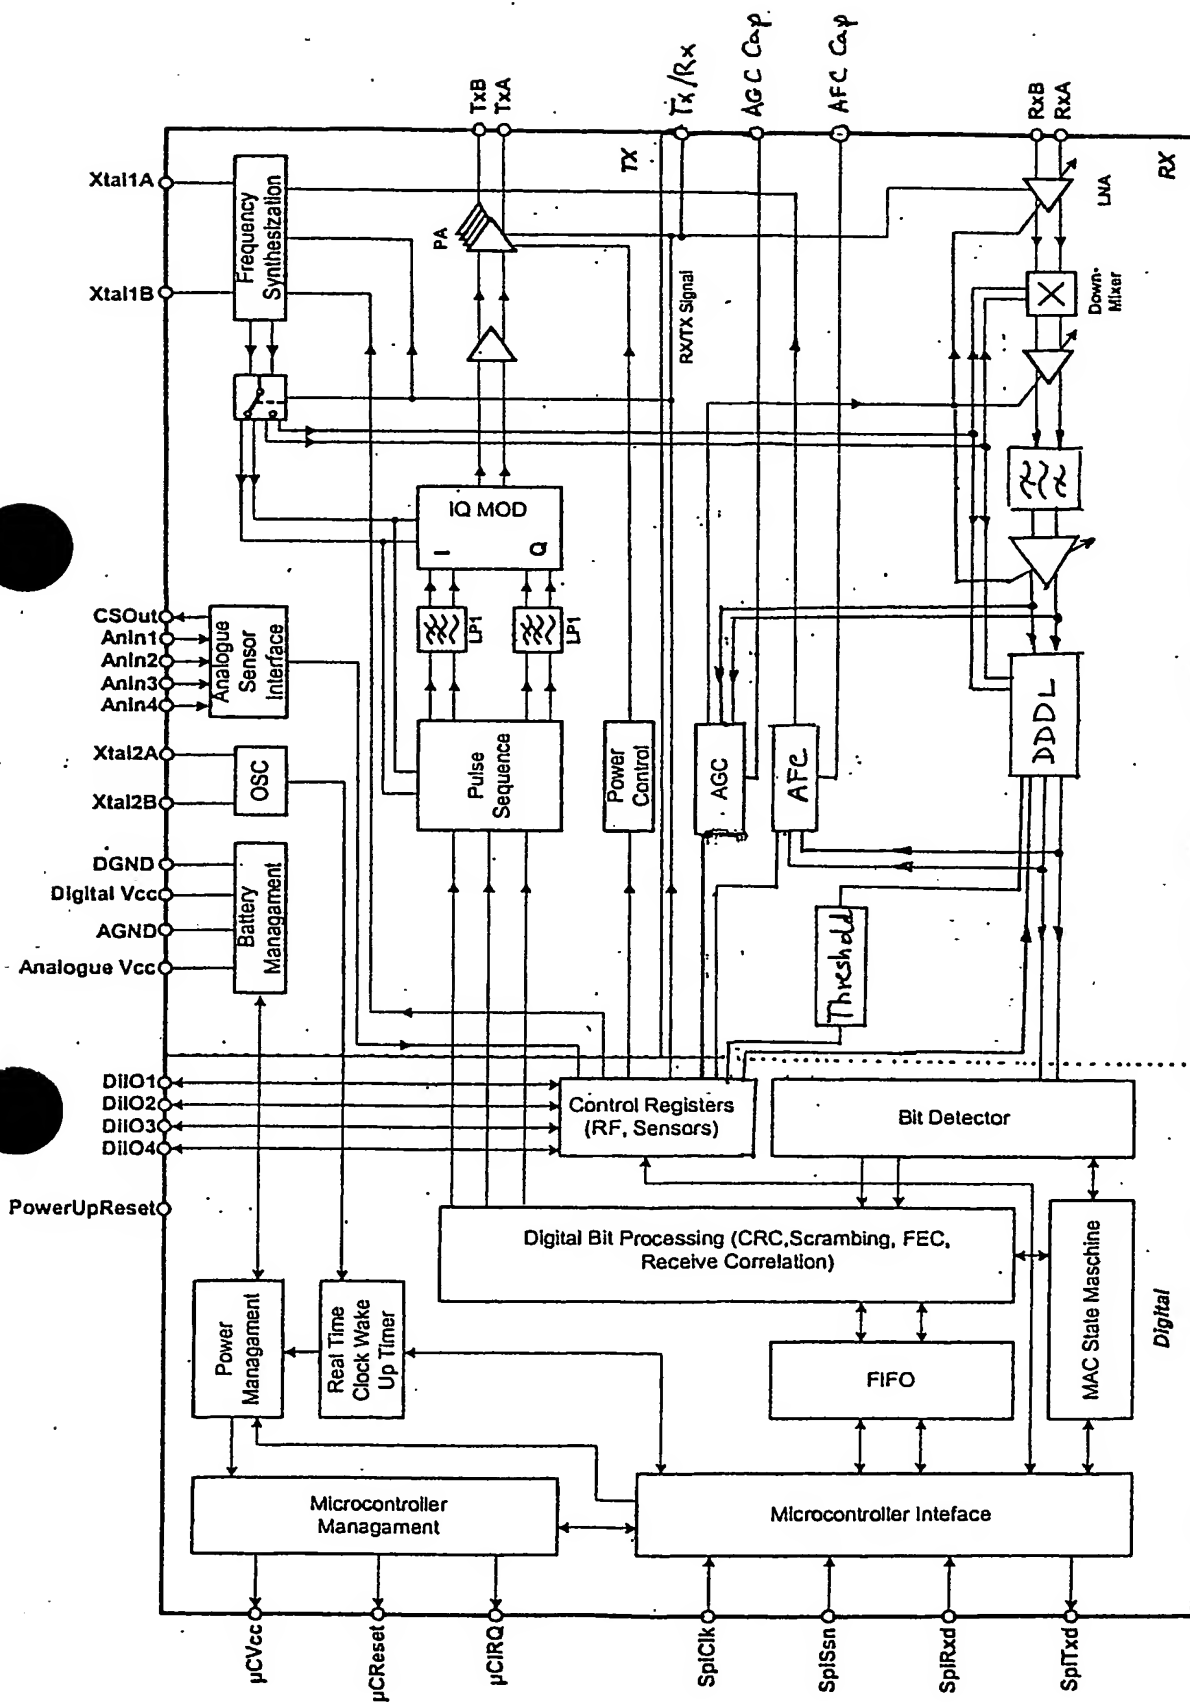 TxB
TxA
Tx/Rx
AGC Cap
AFC Cap
RxB
RxA
Xtal1A
Xtal1B
Frequency
Synthesization
PA
TX
RX/TX Signal
LNA
RX
Down-
Mixer
IQ MOD
I
Q
LP1
LP1
CSOut
AnIn1
AnIn2
AnIn3
AnIn4
Analogue
Sensor
Interface
Xtal2A
Xtal2B
OSC
Pulse
Sequence
Power
Control
AGC
AFC
DDDL
DGND
Digital Vcc
AGND
Analogue Vcc
Battery
Managament
Threshold
DiIO1
DiIO2
DiIO3
DiIO4
Control Registers
(RF, Sensors)
Bit Detector
PowerUpReset
Digital Bit Processing (CRC,Scrambing, FEC,
Receive Correlation)
Power
Managament
Real Time
Clock Wake
Up Timer
FIFO
MAC State Maschine
Digital
Microcontroller
Managament
Microcontroller Inteface
µCVcc
µCReset
µCIRQ
SpiClk
SpiSsn
SpiRxd
SpiTxd